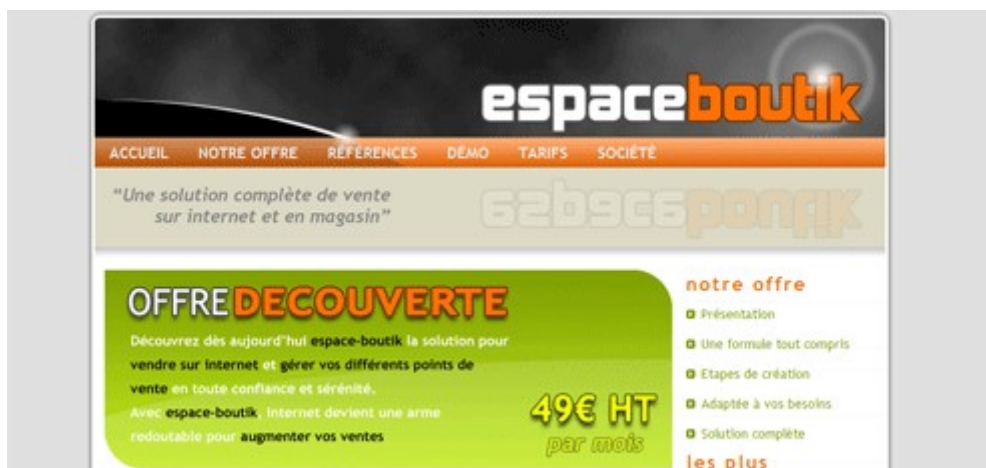 espaceboutik
ACCUEIL NOTRE OFFRE RÉFÉRENCES DÉMO TARIFS SOCIÉTÉ
"Une solution complète de vente
sur internet et en magasin"
OFFRE DECOUVERTE
Découvrez dès aujourd"hui espace-boutik la solution pour
vendre sur internet et gérer vos différents points de
vente en toute confiance et sérénité.
Avec espace-boutik, internet devient une arme
redoutable pour augmenter vos ventes
49€ HT
par mois
notre offre
Présentation
Une formule tout compris
Etapes de création
Adaptée à vos besoins
Solution complète
les plus